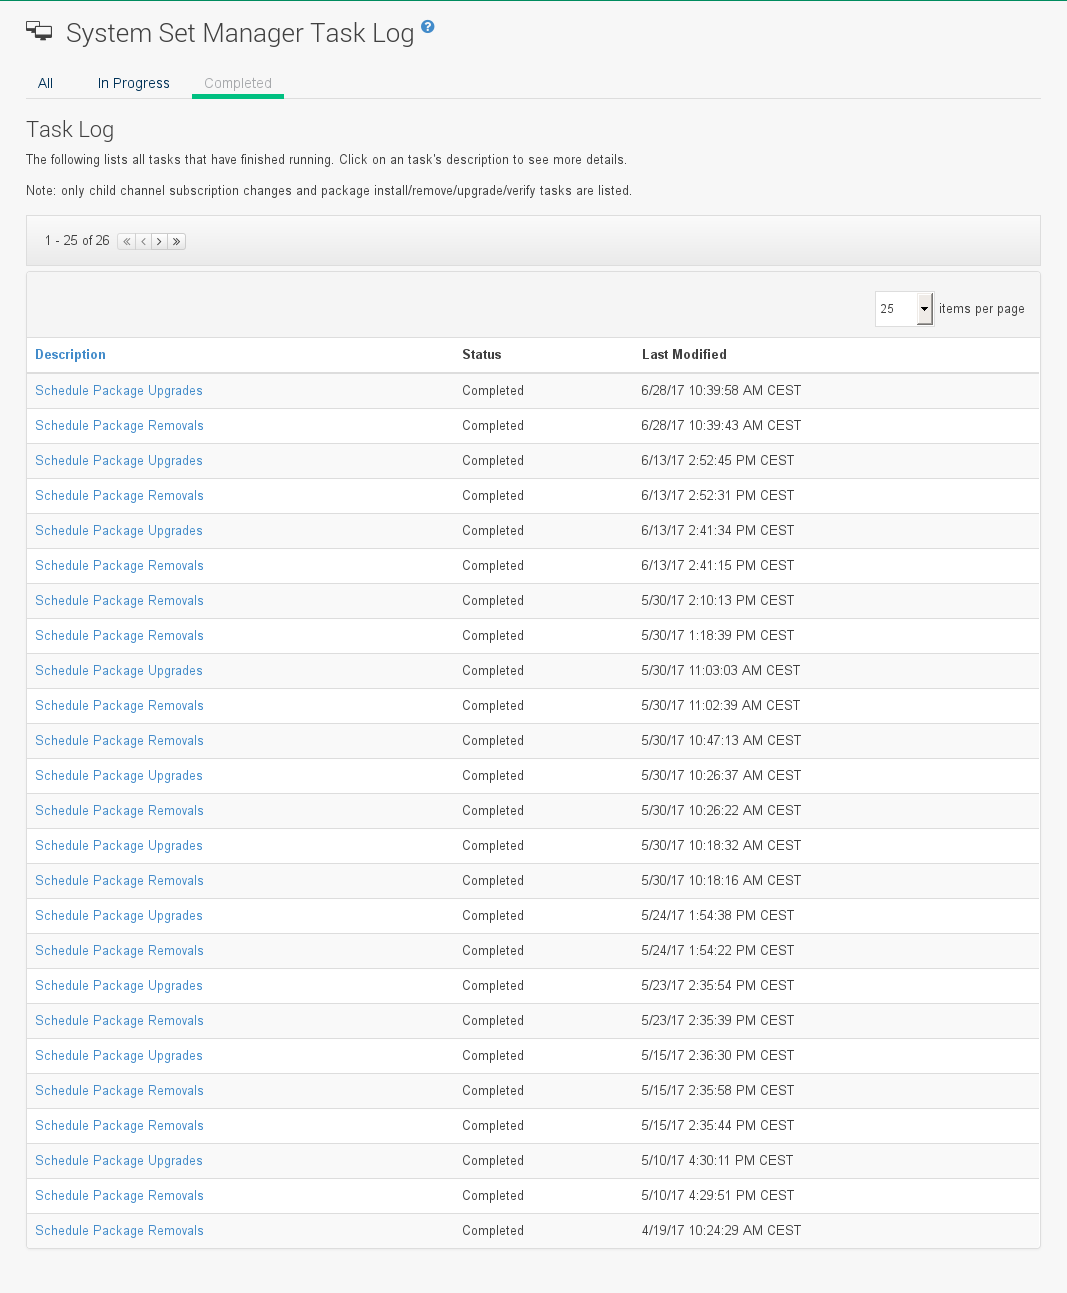 System Set Manager Task Log ?
All In Progress Completed
Task Log
The following lists all tasks that have finished running. Click on an task's description to see more details.
Note: only child channel subscription changes and package install/remove/upgrade/verify tasks are listed.
1 - 25 of 26 « ‹ › »
25 items per page
Description Status Last Modified
Schedule Package Upgrades Completed 6/28/17 10:39:58 AM CEST
Schedule Package Removals Completed 6/28/17 10:39:43 AM CEST
Schedule Package Upgrades Completed 6/13/17 2:52:45 PM CEST
Schedule Package Removals Completed 6/13/17 2:52:31 PM CEST
Schedule Package Upgrades Completed 6/13/17 2:41:34 PM CEST
Schedule Package Removals Completed 6/13/17 2:41:15 PM CEST
Schedule Package Removals Completed 5/30/17 2:10:13 PM CEST
Schedule Package Removals Completed 5/30/17 1:18:39 PM CEST
Schedule Package Upgrades Completed 5/30/17 11:03:03 AM CEST
Schedule Package Removals Completed 5/30/17 11:02:39 AM CEST
Schedule Package Removals Completed 5/30/17 10:47:13 AM CEST
Schedule Package Upgrades Completed 5/30/17 10:26:37 AM CEST
Schedule Package Removals Completed 5/30/17 10:26:22 AM CEST
Schedule Package Upgrades Completed 5/30/17 10:18:32 AM CEST
Schedule Package Removals Completed 5/30/17 10:18:16 AM CEST
Schedule Package Upgrades Completed 5/24/17 1:54:38 PM CEST
Schedule Package Removals Completed 5/24/17 1:54:22 PM CEST
Schedule Package Upgrades Completed 5/23/17 2:35:54 PM CEST
Schedule Package Removals Completed 5/23/17 2:35:39 PM CEST
Schedule Package Upgrades Completed 5/15/17 2:36:30 PM CEST
Schedule Package Removals Completed 5/15/17 2:35:58 PM CEST
Schedule Package Removals Completed 5/15/17 2:35:44 PM CEST
Schedule Package Upgrades Completed 5/10/17 4:30:11 PM CEST
Schedule Package Removals Completed 5/10/17 4:29:51 PM CEST
Schedule Package Removals Completed 4/19/17 10:24:29 AM CEST